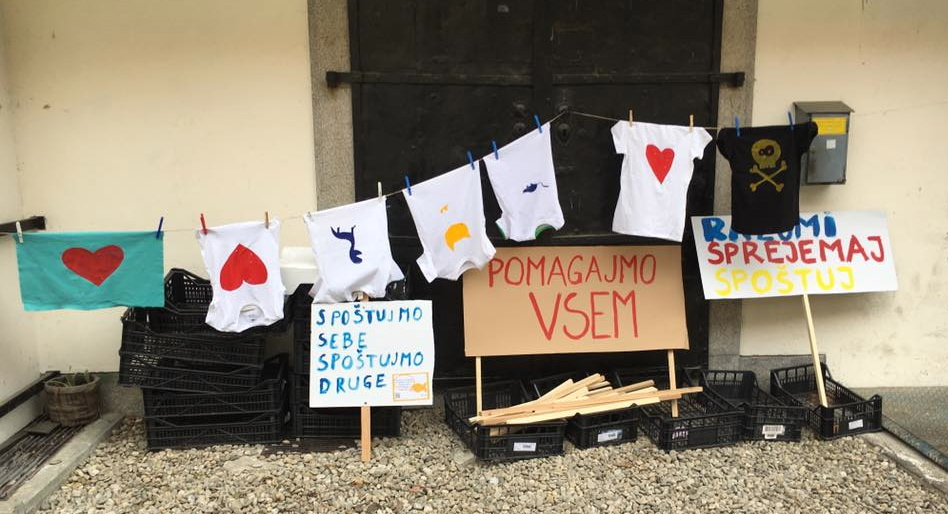 SPOŠTUJMO
SEBE
SPOŠTUJMO
DRUGE
POMAGAJMO
VSEM
RAZUMI
SPREJEMAJ
SPOŠTUJ